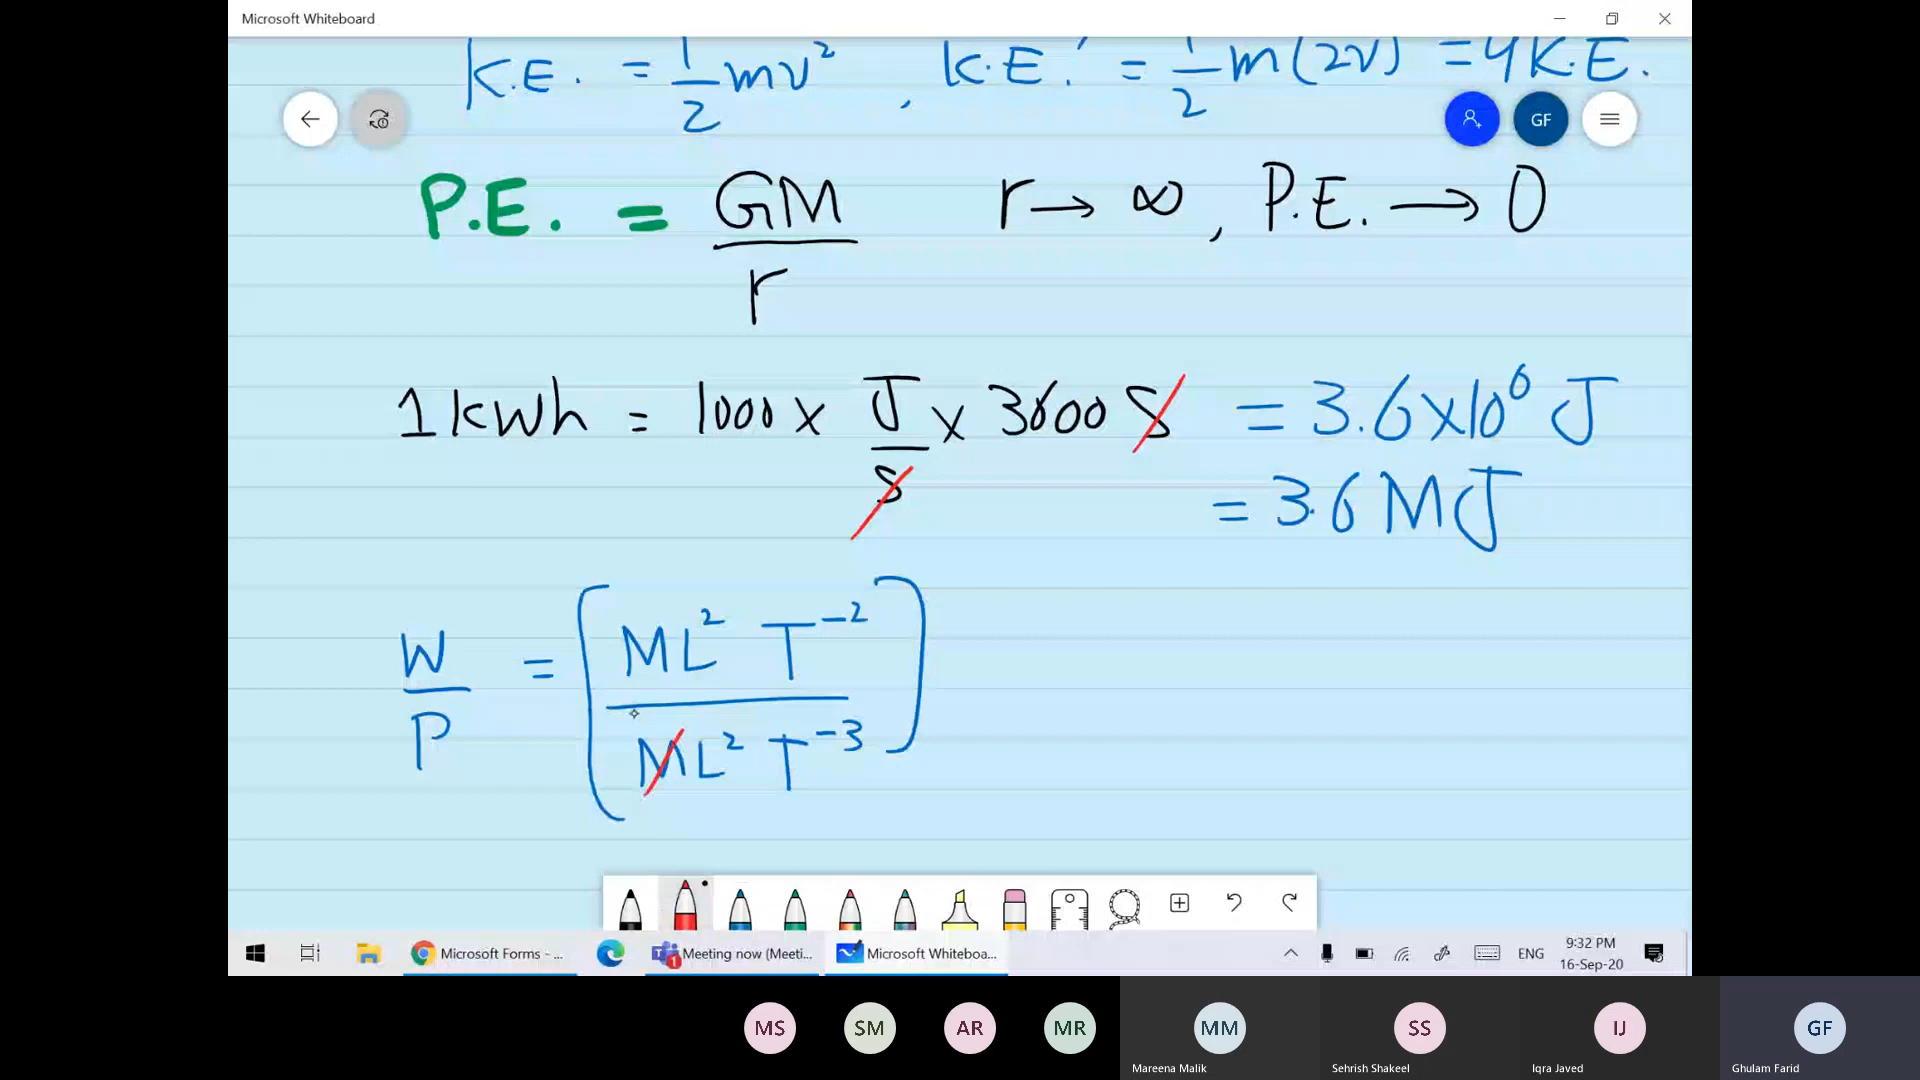 Microsoft Whiteboard
K.E. = 1/2 mv² , K.E.' = 1/2 m(2v) = 4K.E.
GF
P.E. = GM/r r → ∞, P.E. → 0
1kWh = 1000 x J/s x 3600 s = 3.6x10⁶ J
= 3.6 MJ
W/P = [ML² T⁻²/ML² T⁻³]
Microsoft Forms - ...
Meeting now (Meeti...
1
Microsoft Whiteboa...
ENG
9:32 PM
16-Sep-20
MS SM AR MR MM SS IJ GF
Mareena Malik Sehrish Shakeel Iqra Javed Ghulam Farid